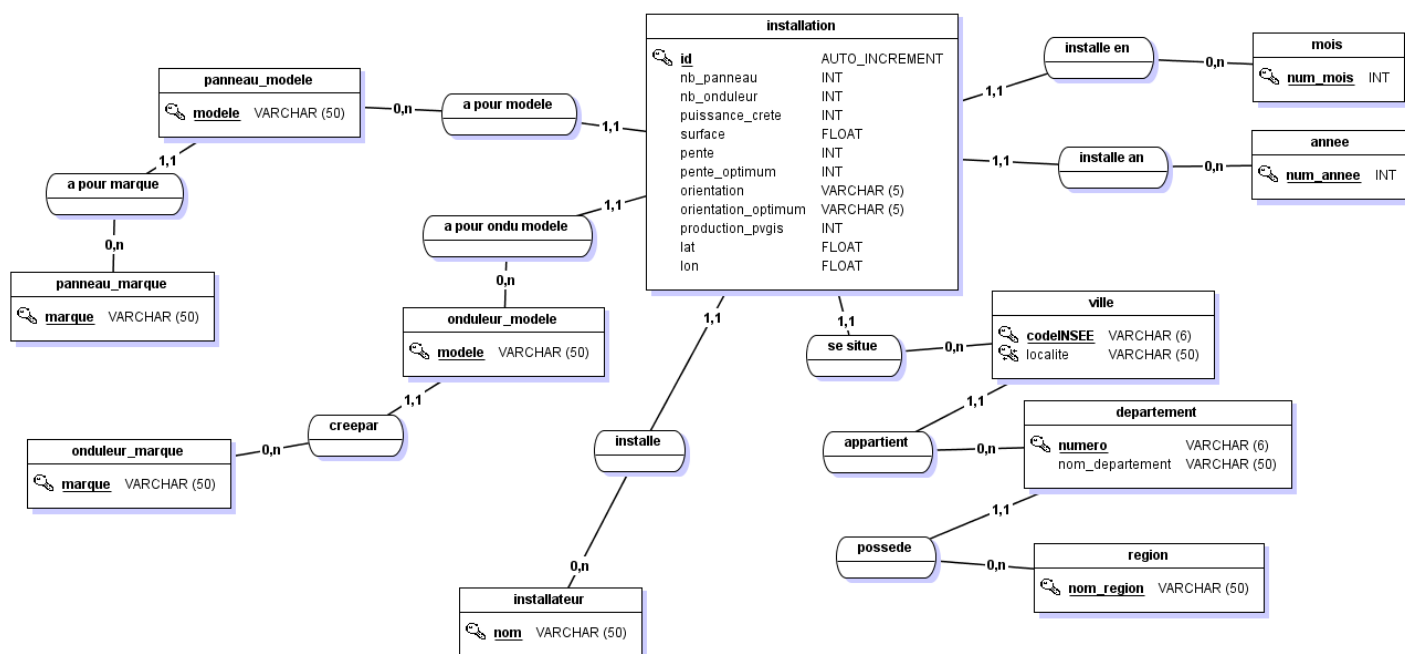 installation
id AUTO_INCREMENT
nb_panneau INT
nb_onduleur INT
puissance_crete INT
surface FLOAT
pente INT
pente_optimum INT
orientation VARCHAR (5)
orientation_optimum VARCHAR (5)
production_pvgis INT
lat FLOAT
lon FLOAT
installe en
1,1
0,n
mois
num_mois INT
installe an
1,1
0,n
annee
num_annee INT
panneau_modele
modele VARCHAR (50)
0,n
a pour modele
1,1
1,1
a pour marque
0,n
panneau_marque
marque VARCHAR (50)
1,1
a pour ondu modele
0,n
onduleur_modele
modele VARCHAR (50)
1,1
creepar
0,n
onduleur_marque
marque VARCHAR (50)
1,1
installe
0,n
installateur
nom VARCHAR (50)
1,1
se situe
0,n
ville
codeINSEE VARCHAR (6)
localite VARCHAR (50)
1,1
appartient
0,n
departement
numero VARCHAR (6)
nom_departement VARCHAR (50)
1,1
possede
0,n
region
nom_region VARCHAR (50)